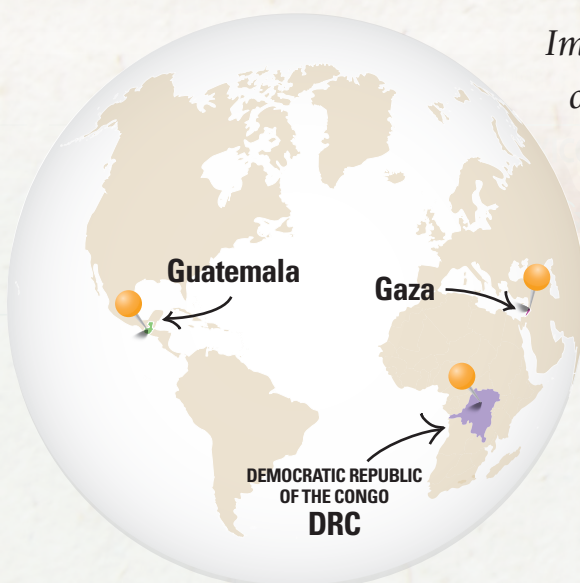 Im
Guatemala
Gaza
DEMOCRATIC REPUBLIC
OF THE CONGO
DRC